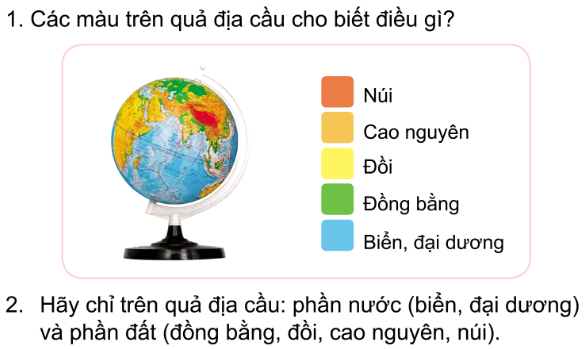 1. Các màu trên quả địa cầu cho biết điều gì?
Núi
Cao nguyên
Đồi
Đồng bằng
Biển, đại dương
2. Hãy chỉ trên quả địa cầu: phần nước (biển, đại dương)
và phần đất (đồng bằng, đồi, cao nguyên, núi).